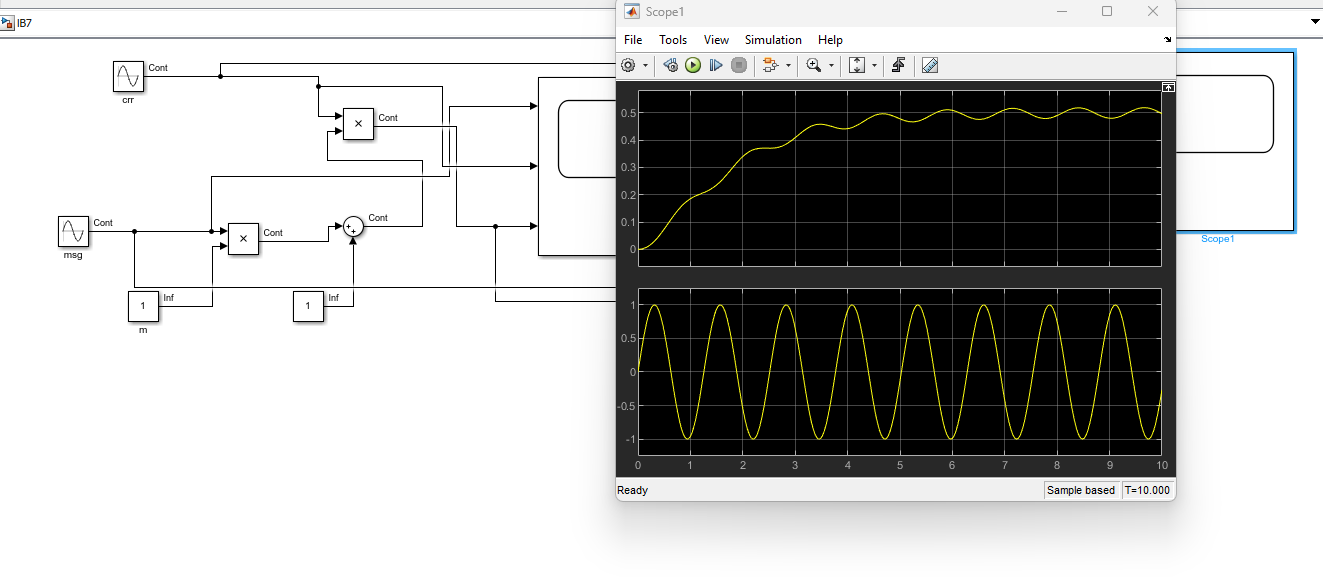 IB7
Scope1
File Tools View Simulation Help
Cont
crr
×
Cont
Cont
msg
×
Cont
Cont
1
Inf
m
1
Inf
0.5
0.4
0.3
0.2
0.1
0
1
0.5
0
-0.5
-1
0 1 2 3 4 5 6 7 8 9 10
Ready
Sample based
T=10.000
Scope1